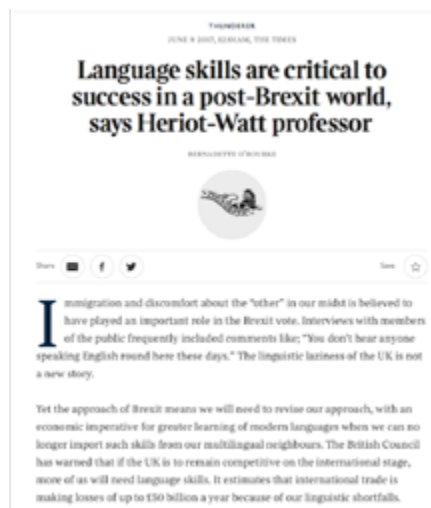 THUNDERER
JUNE 9 2017, 12:01AM, THE TIMES
Language skills are critical to
success in a post-Brexit world,
says Heriot-Watt professor
BERNADETTE O'ROURKE
Share
Save
Immigration and discomfort about the "other" in our midst is believed to
have played an important role in the Brexit vote. Interviews with members
of the public frequently included comments like; "You don't hear anyone
speaking English round here these days." The linguistic laziness of the UK is not
a new story.
Yet the approach of Brexit means we will need to revise our approach, with an
economic imperative for greater learning of modern languages when we can no
longer import such skills from our multilingual neighbours. The British Council
has warned that if the UK is to remain competitive on the international stage,
more of us will need language skills. It estimates that international trade is
making losses of up to £50 billion a year because of our linguistic shortfalls.